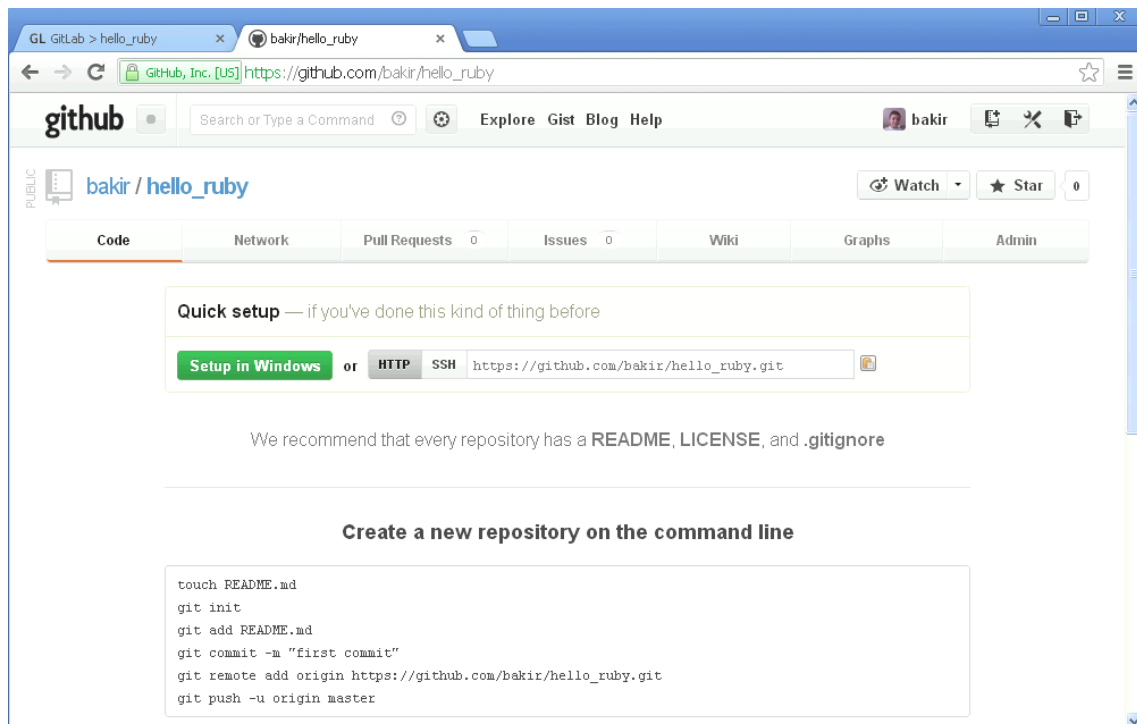 GL GitLab > hello_ruby
bakir/hello_ruby
GitHub, Inc. [US] https://github.com/bakir/hello_ruby
github Search or Type a Command Explore Gist Blog Help bakir
PUBLIC
bakir / hello_ruby
Watch Star 0
Code Network Pull Requests 0 Issues 0 Wiki Graphs Admin
Quick setup — if you've done this kind of thing before
Setup in Windows or HTTP SSH https://github.com/bakir/hello_ruby.git
We recommend that every repository has a README, LICENSE, and .gitignore
Create a new repository on the command line
touch README.md
git init
git add README.md
git commit -m "first commit"
git remote add origin https://github.com/bakir/hello_ruby.git
git push -u origin master